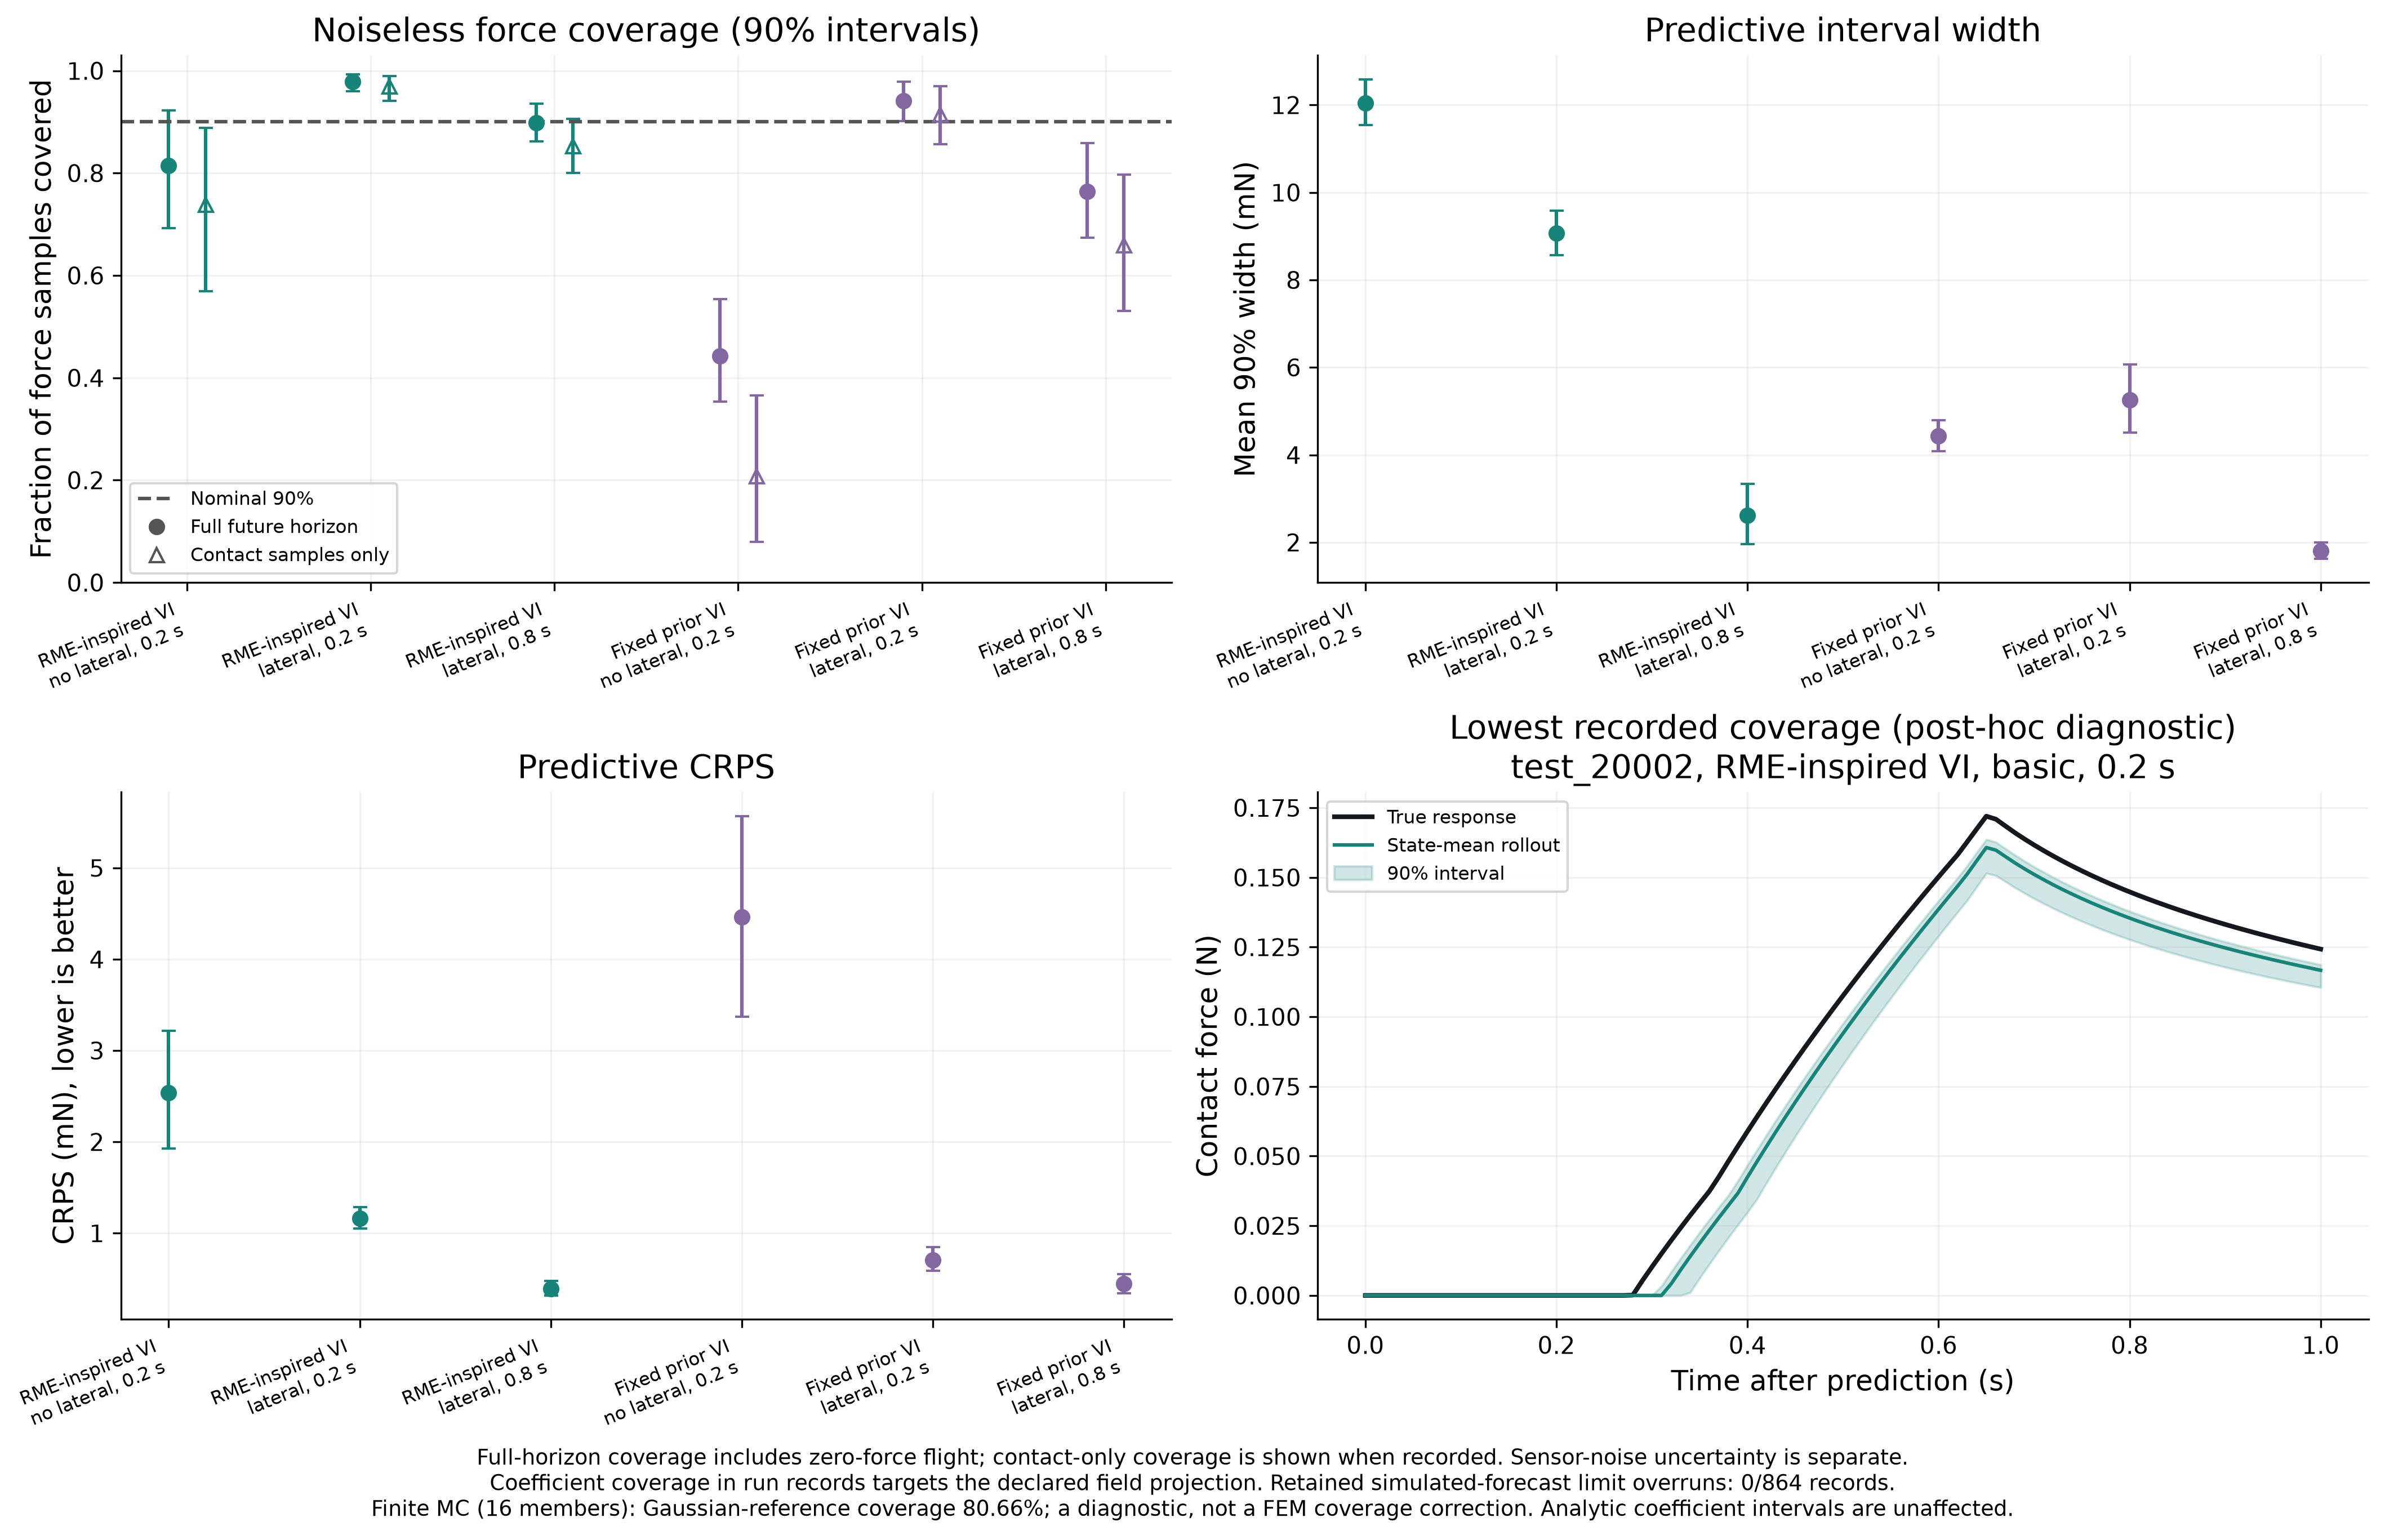 Noiseless force coverage (90% intervals)
Fraction of force samples covered
1.0
0.8
0.6
0.4
0.2
0.0
Nominal 90%
Full future horizon
Contact samples only
RME-inspired VI
no lateral, 0.2 s
RME-inspired VI
lateral, 0.2 s
RME-inspired VI
lateral, 0.8 s
Fixed prior VI
no lateral, 0.2 s
Fixed prior VI
lateral, 0.2 s
Fixed prior VI
lateral, 0.8 s
Predictive interval width
Mean 90% width (mN)
12
10
8
6
4
2
RME-inspired VI
no lateral, 0.2 s
RME-inspired VI
lateral, 0.2 s
RME-inspired VI
lateral, 0.8 s
Fixed prior VI
no lateral, 0.2 s
Fixed prior VI
lateral, 0.2 s
Fixed prior VI
lateral, 0.8 s
Predictive CRPS
CRPS (mN), lower is better
5
4
3
2
1
RME-inspired VI
no lateral, 0.2 s
RME-inspired VI
lateral, 0.2 s
RME-inspired VI
lateral, 0.8 s
Fixed prior VI
no lateral, 0.2 s
Fixed prior VI
lateral, 0.2 s
Fixed prior VI
lateral, 0.8 s
Lowest recorded coverage (post-hoc diagnostic)
test_20002, RME-inspired VI, basic, 0.2 s
Contact force (N)
0.175
0.150
0.125
0.100
0.075
0.050
0.025
0.000
True response
State-mean rollout
90% interval
0.0
0.2
0.4
0.6
0.8
1.0
Time after prediction (s)
Full-horizon coverage includes zero-force flight; contact-only coverage is shown when recorded. Sensor-noise uncertainty is separate.
Coefficient coverage in run records targets the declared field projection. Retained simulated-forecast limit overruns: 0/864 records.
Finite MC (16 members): Gaussian-reference coverage 80.66%; a diagnostic, not a FEM coverage correction. Analytic coefficient intervals are unaffected.